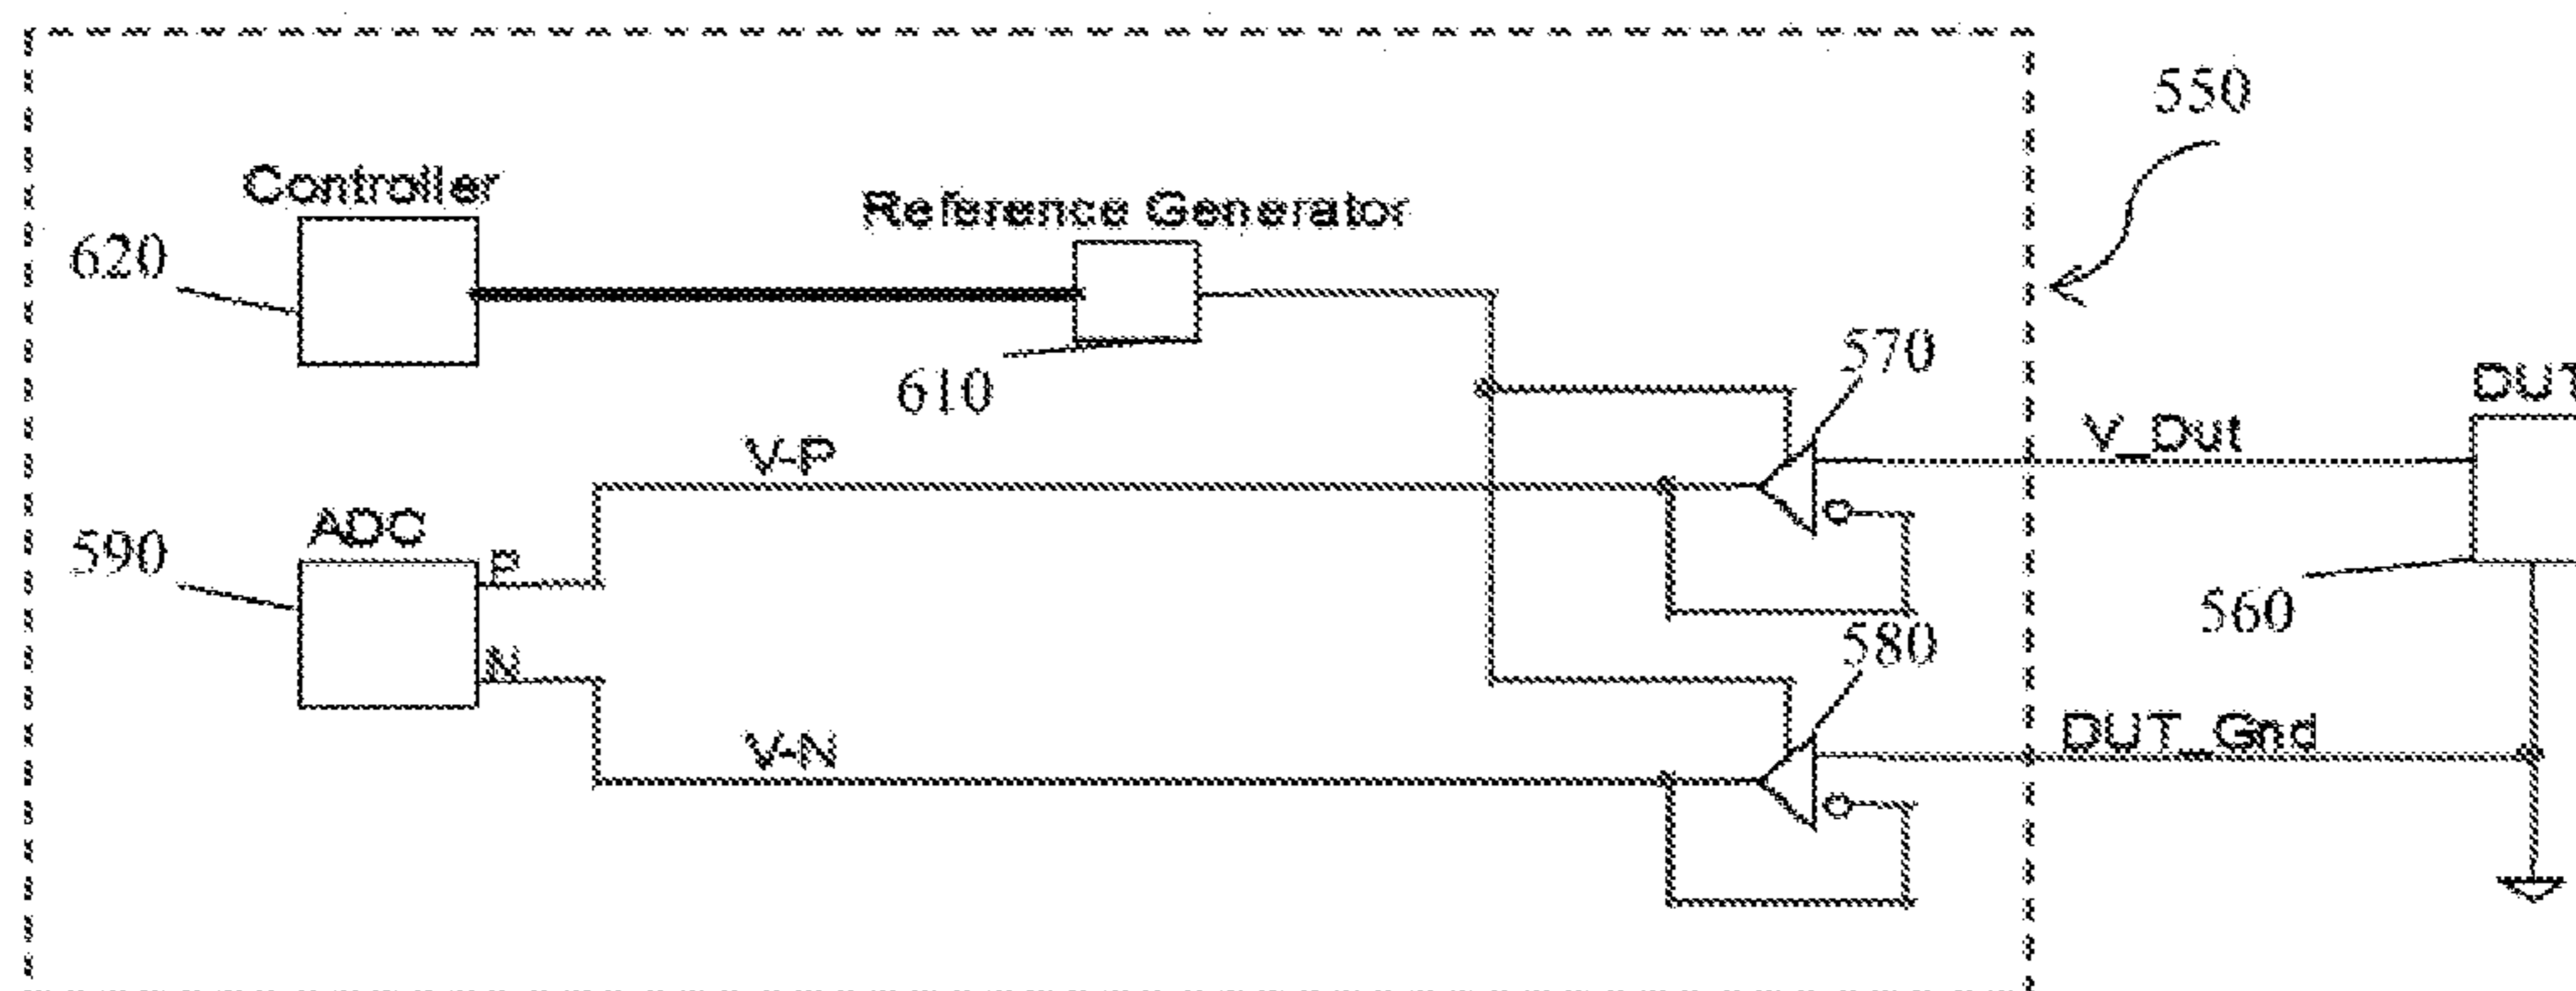 550
Controller
Reference Generator
620
610
570
DUT
V_Dut
V-P
ADC
590
P
560
N
580
DUT_Gnd
V-N